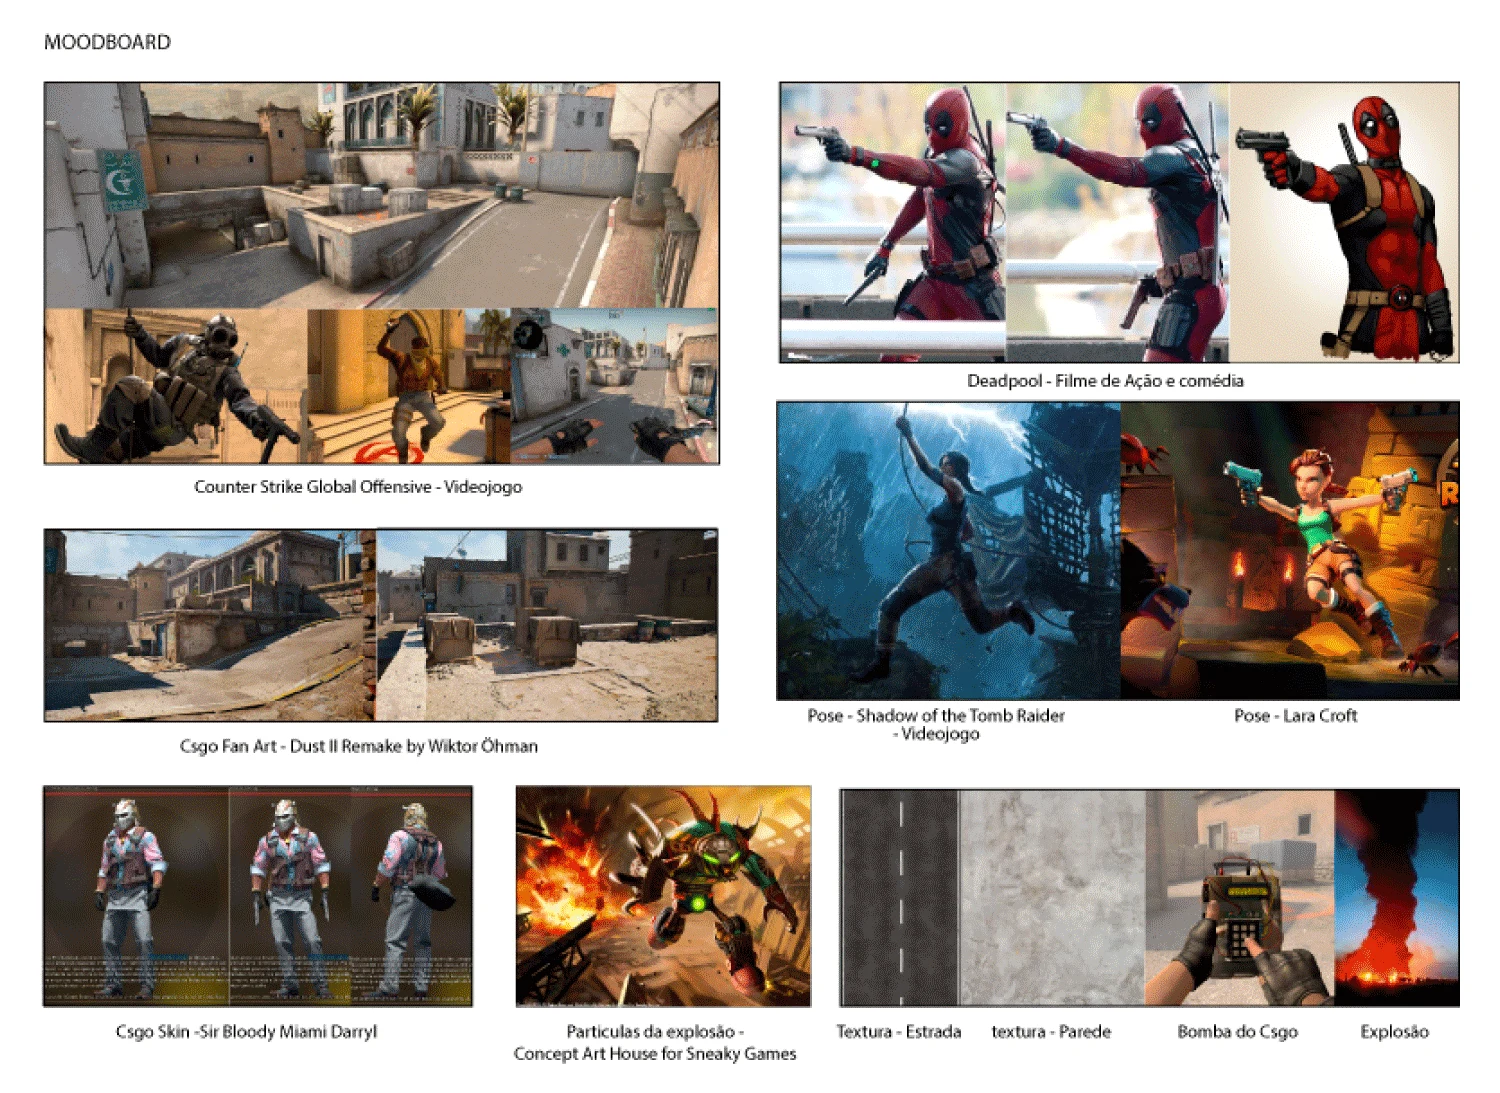 MOODBOARD
Counter Strike Global Offensive - Videojogo
Deadpool - Filme de Ação e comédia
Csgo Fan Art - Dust II Remake by Wiktor Öhman
Pose - Shadow of the Tomb Raider
- Videojogo
Pose - Lara Croft
Csgo Skin -Sir Bloody Miami Darryl
Particulas da explosão -
Concept Art House for Sneaky Games
Textura - Estrada
textura - Parede
Bomba do Csgo
Explosão